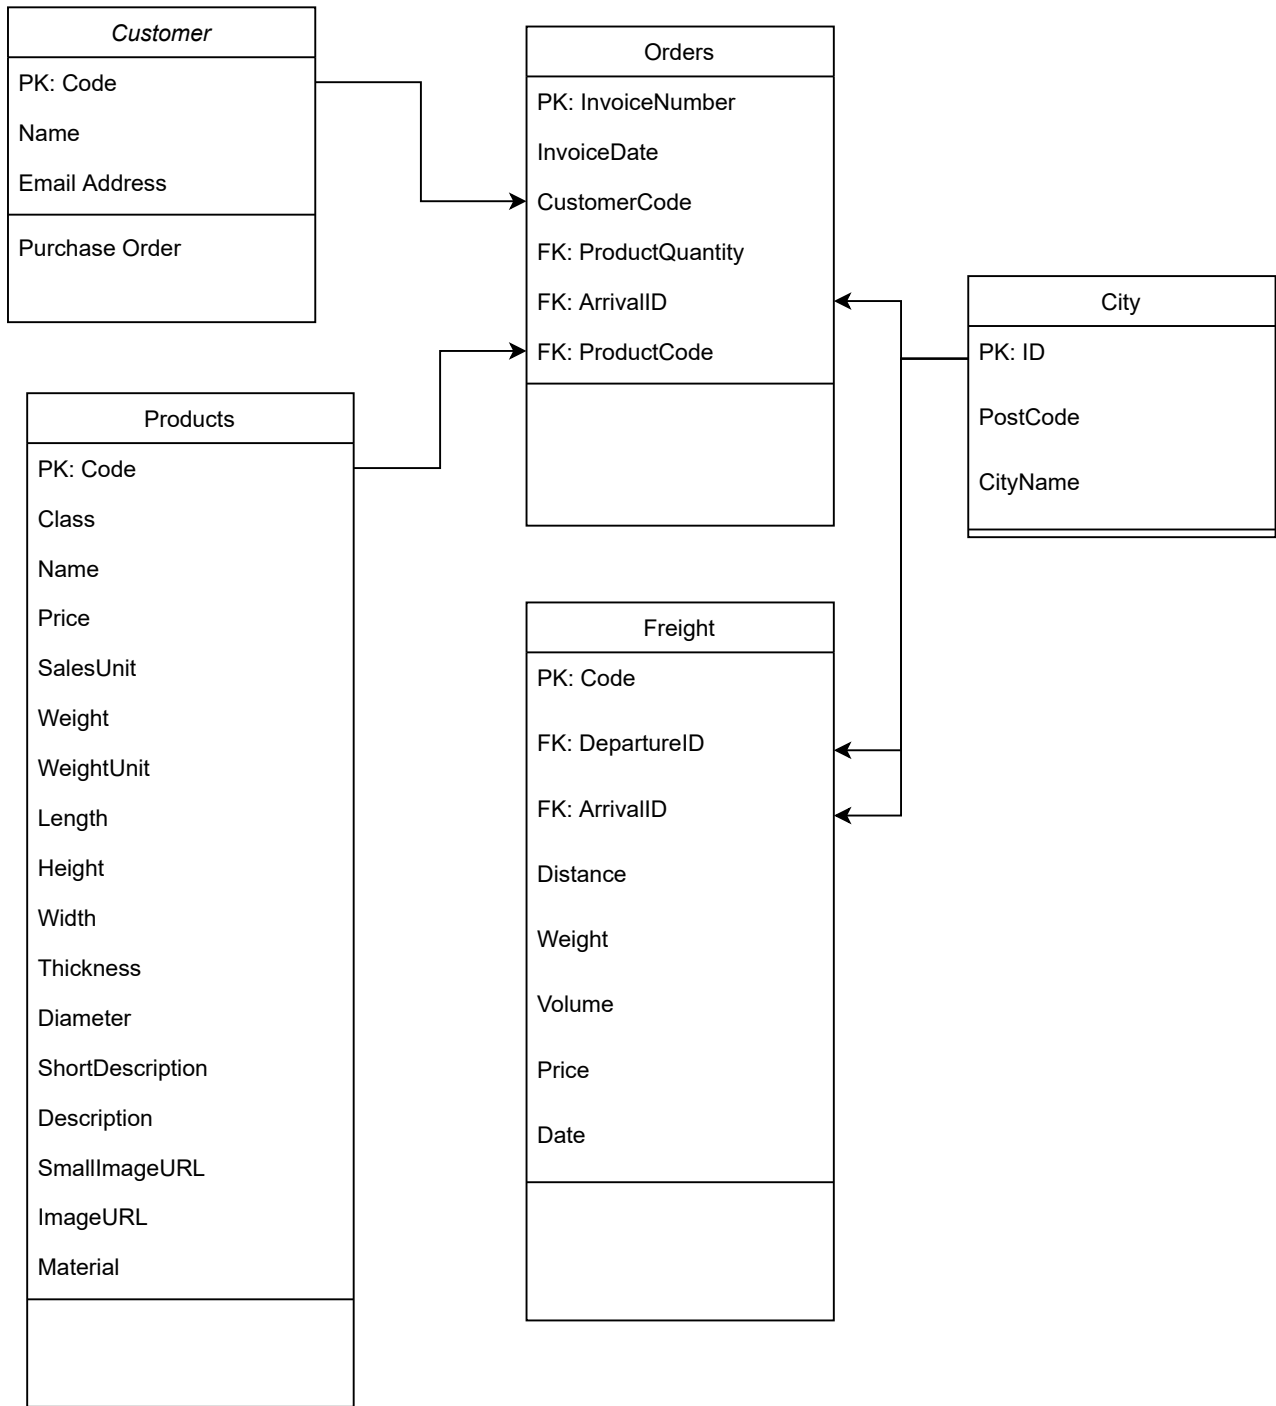 Customer
PK: Code
Name
Email Address
Purchase Order
Orders
PK: InvoiceNumber
InvoiceDate
CustomerCode
FK: ProductQuantity
FK: ArrivalID
FK: ProductCode
City
PK: ID
PostCode
CityName
Products
PK: Code
Class
Name
Price
SalesUnit
Weight
WeightUnit
Length
Height
Width
Thickness
Diameter
ShortDescription
Description
SmallImageURL
ImageURL
Material
Freight
PK: Code
FK: DepartureID
FK: ArrivalID
Distance
Weight
Volume
Price
Date